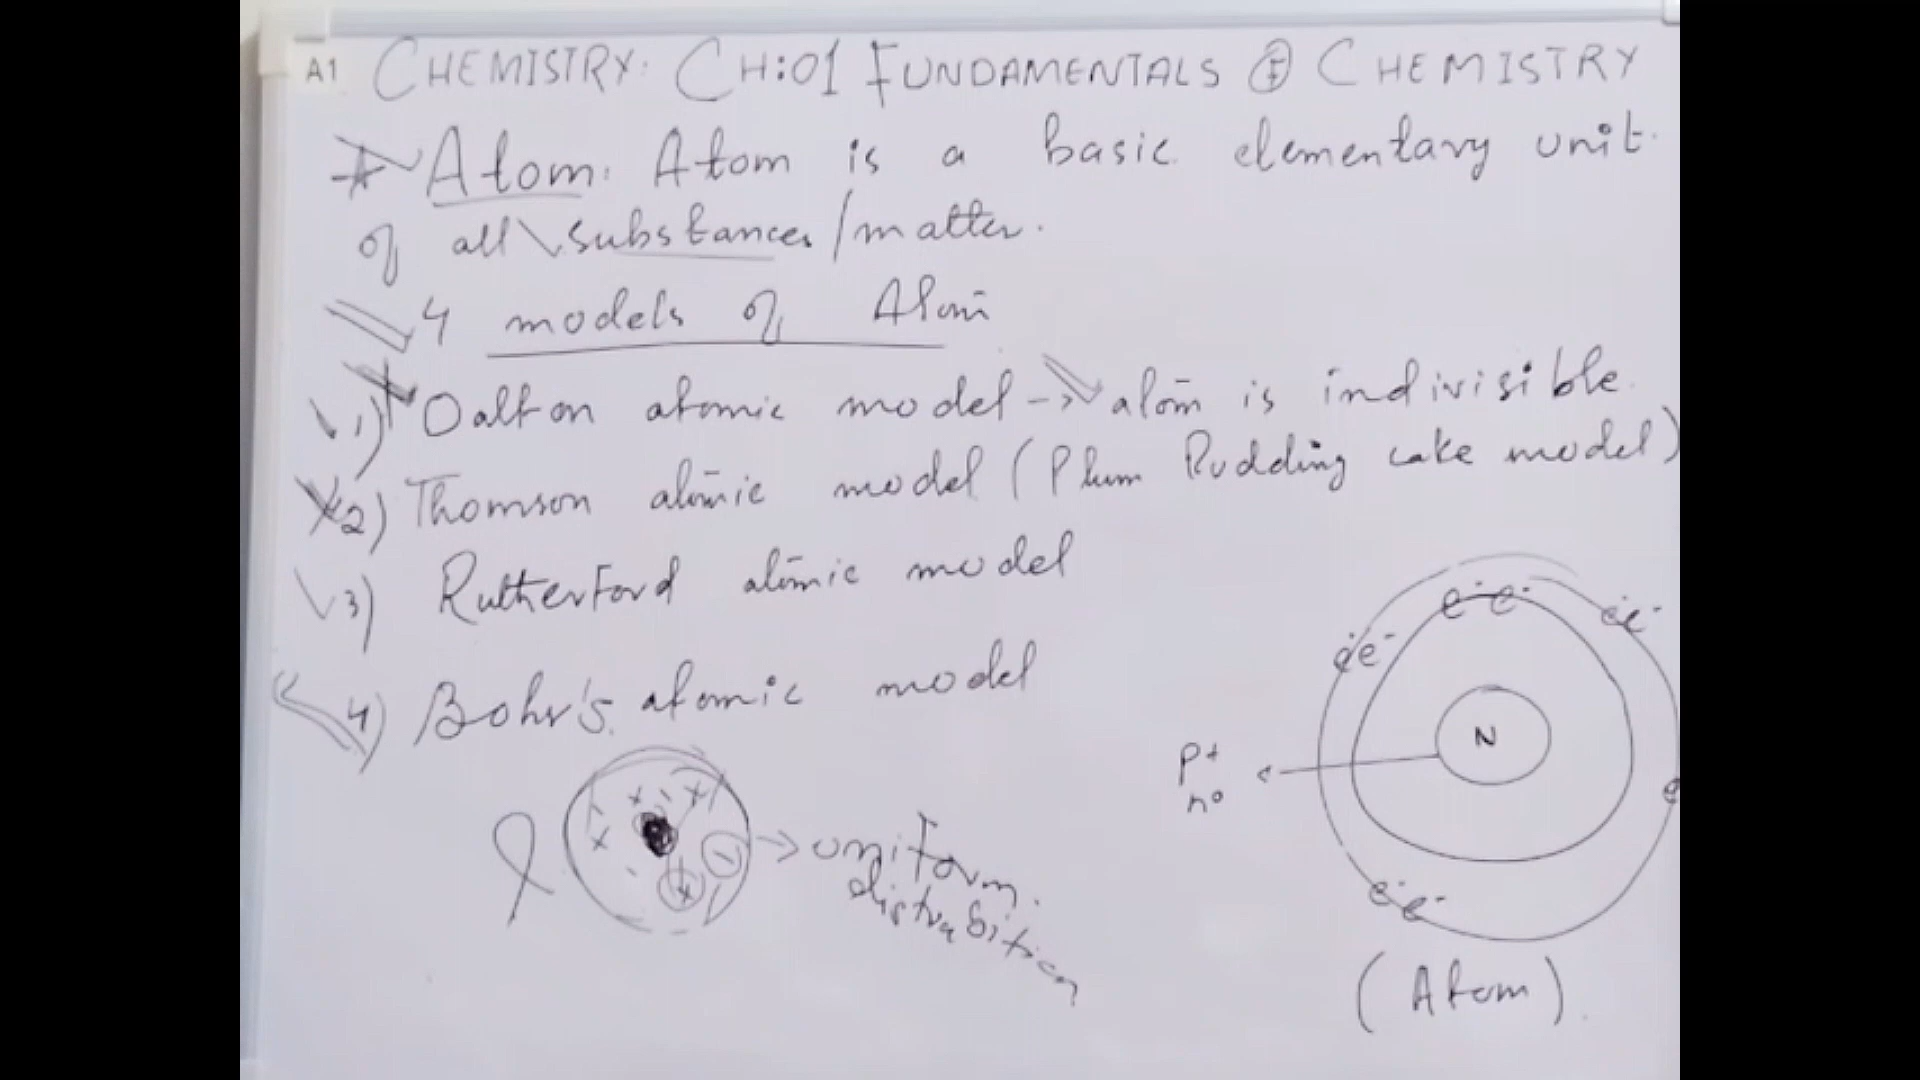 A1 CHEMISTRY: CH:01 FUNDAMENTALS OF CHEMISTRY
Atom: Atom is a basic elementary unit
of all substances/matter.
4 models of Atom
1) Dalton atomic model -> atom is indivisible
2) Thomson atomic model (Plum Pudding cake model)
3) Rutherford atomic model
4) Bohr's atomic model
uniform
distrabition
e- e-
e-
e-
N
P+
n°
e
e- e-
(Atom)